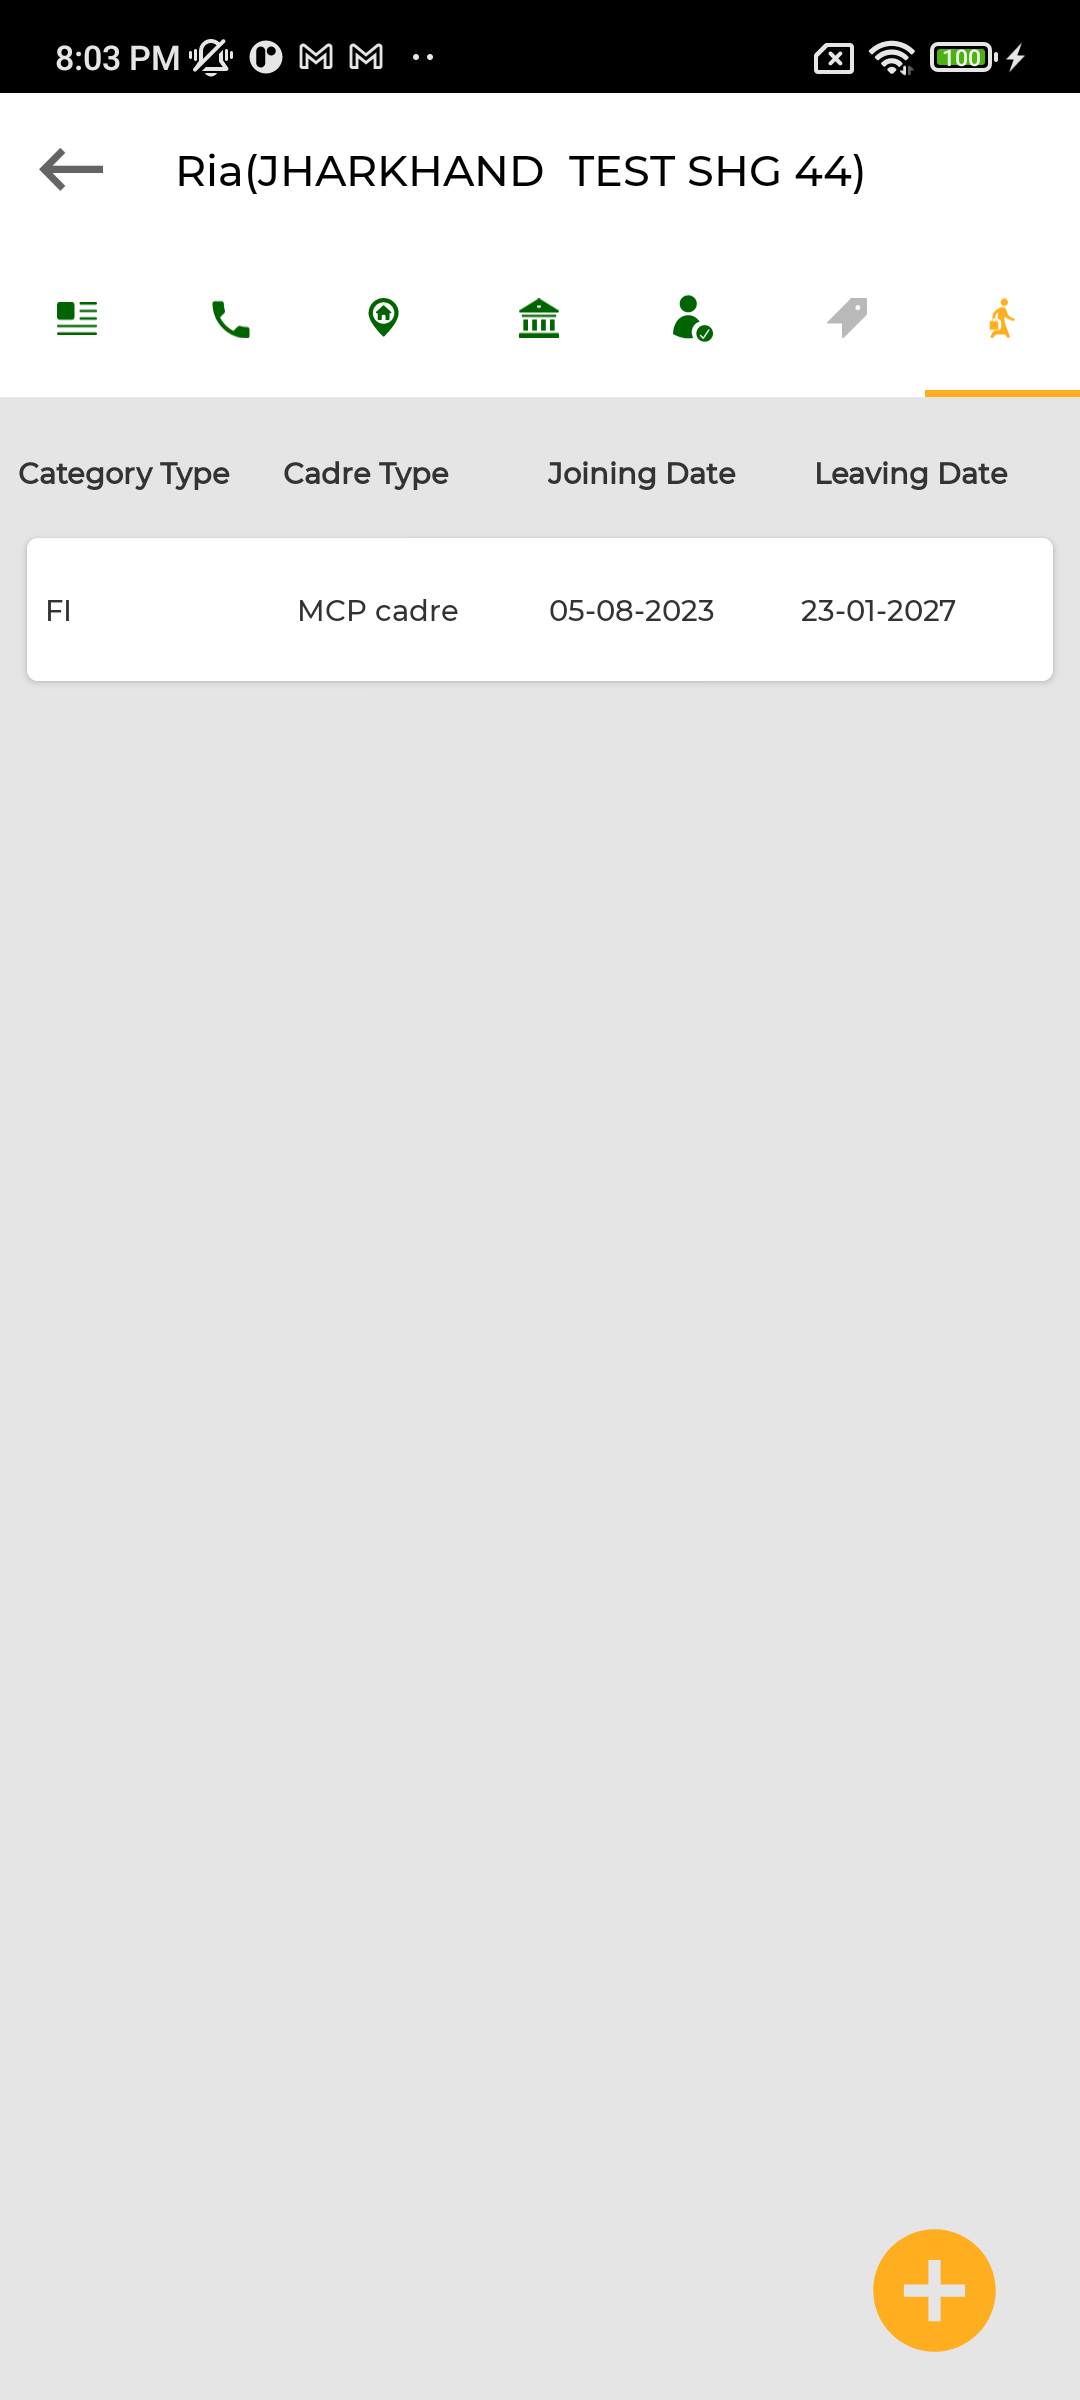 8:03 PM
100
Ria(JHARKHAND  TEST SHG 44)
Category Type Cadre Type Joining Date Leaving Date
FI MCP cadre 05-08-2023 23-01-2027